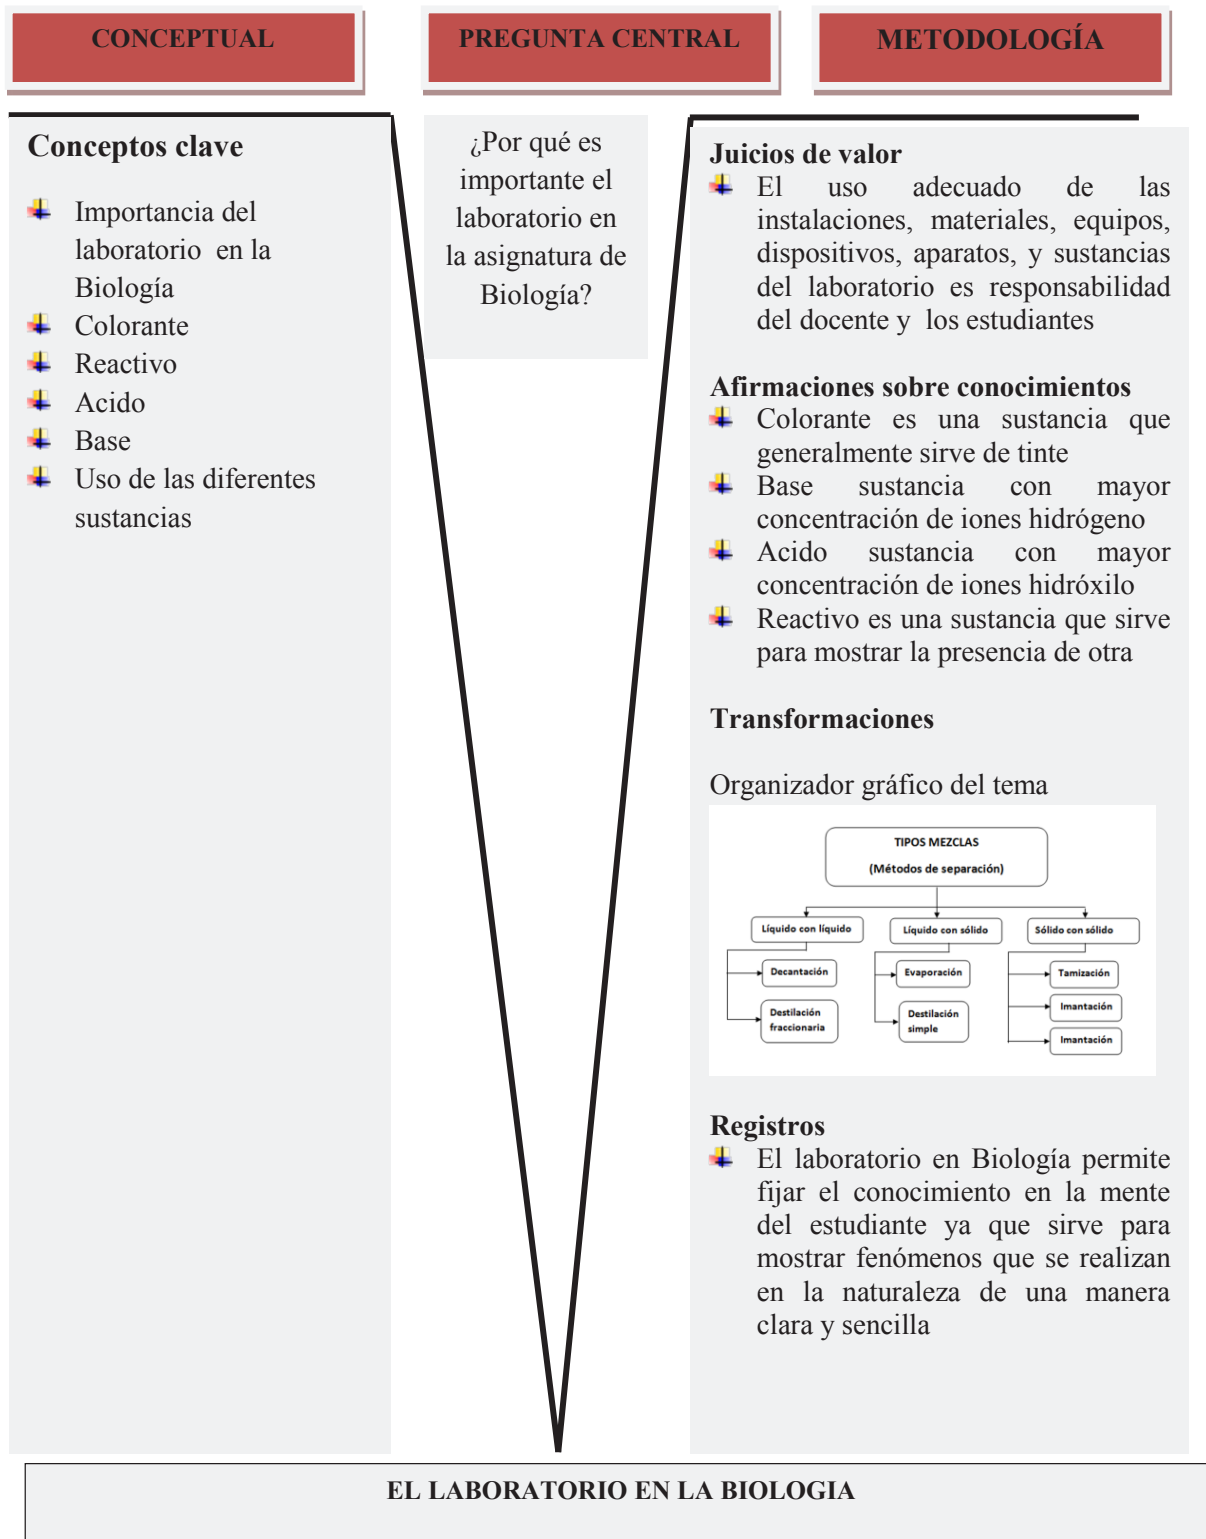 CONCEPTUAL
PREGUNTA CENTRAL
METODOLOGÍA
Conceptos clave
Importancia del
laboratorio en la
Biología
Colorante
Reactivo
Acido
Base
Uso de las diferentes
sustancias
¿Por qué es
importante el
laboratorio en
la asignatura de
Biología?
Juicios de valor
El uso adecuado de las
instalaciones, materiales, equipos,
dispositivos, aparatos, y sustancias
del laboratorio es responsabilidad
del docente y los estudiantes
Afirmaciones sobre conocimientos
Colorante es una sustancia que
generalmente sirve de tinte
Base sustancia con mayor
concentración de iones hidrógeno
Acido sustancia con mayor
concentración de iones hidróxilo
Reactivo es una sustancia que sirve
para mostrar la presencia de otra
Transformaciones
Organizador gráfico del tema
TIPOS MEZCLAS
(Métodos de separación)
Líquido con líquido
Líquido con sólido
Sólido con sólido
Decantación
Evaporación
Tamización
Destilación
fraccionaria
Destilación
simple
Imantación
Imantación
Registros
El laboratorio en Biología permite
fijar el conocimiento en la mente
del estudiante ya que sirve para
mostrar fenómenos que se realizan
en la naturaleza de una manera
clara y sencilla
EL LABORATORIO EN LA BIOLOGIA